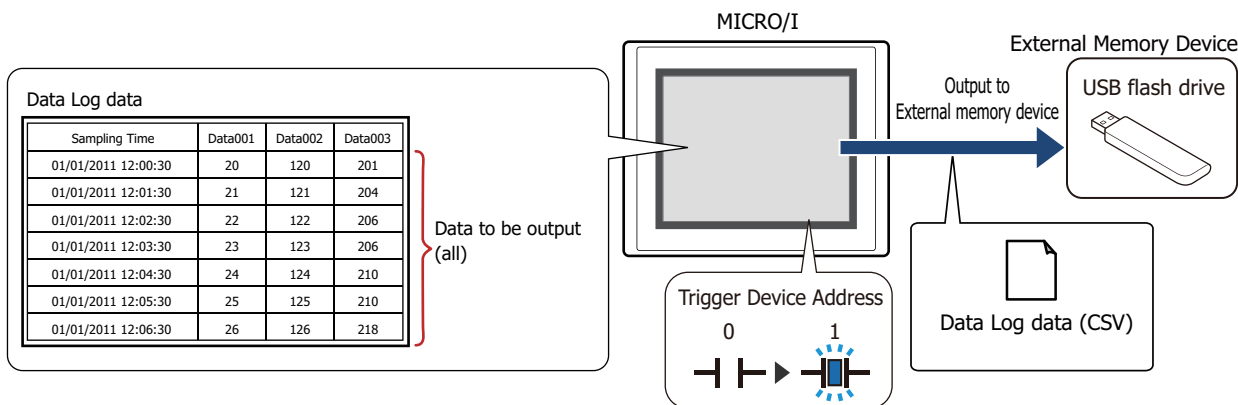 MICRO/I
External Memory Device
Data Log data
Sampling Time Data001 Data002 Data003
01/01/2011 12:00:30 20 120 201
01/01/2011 12:01:30 21 121 204
01/01/2011 12:02:30 22 122 206
01/01/2011 12:03:30 23 123 206
01/01/2011 12:04:30 24 124 210
01/01/2011 12:05:30 25 125 210
01/01/2011 12:06:30 26 126 218
Data to be output
(all)
Output to
External memory device
USB flash drive
Trigger Device Address
0 1
Data Log data (CSV)